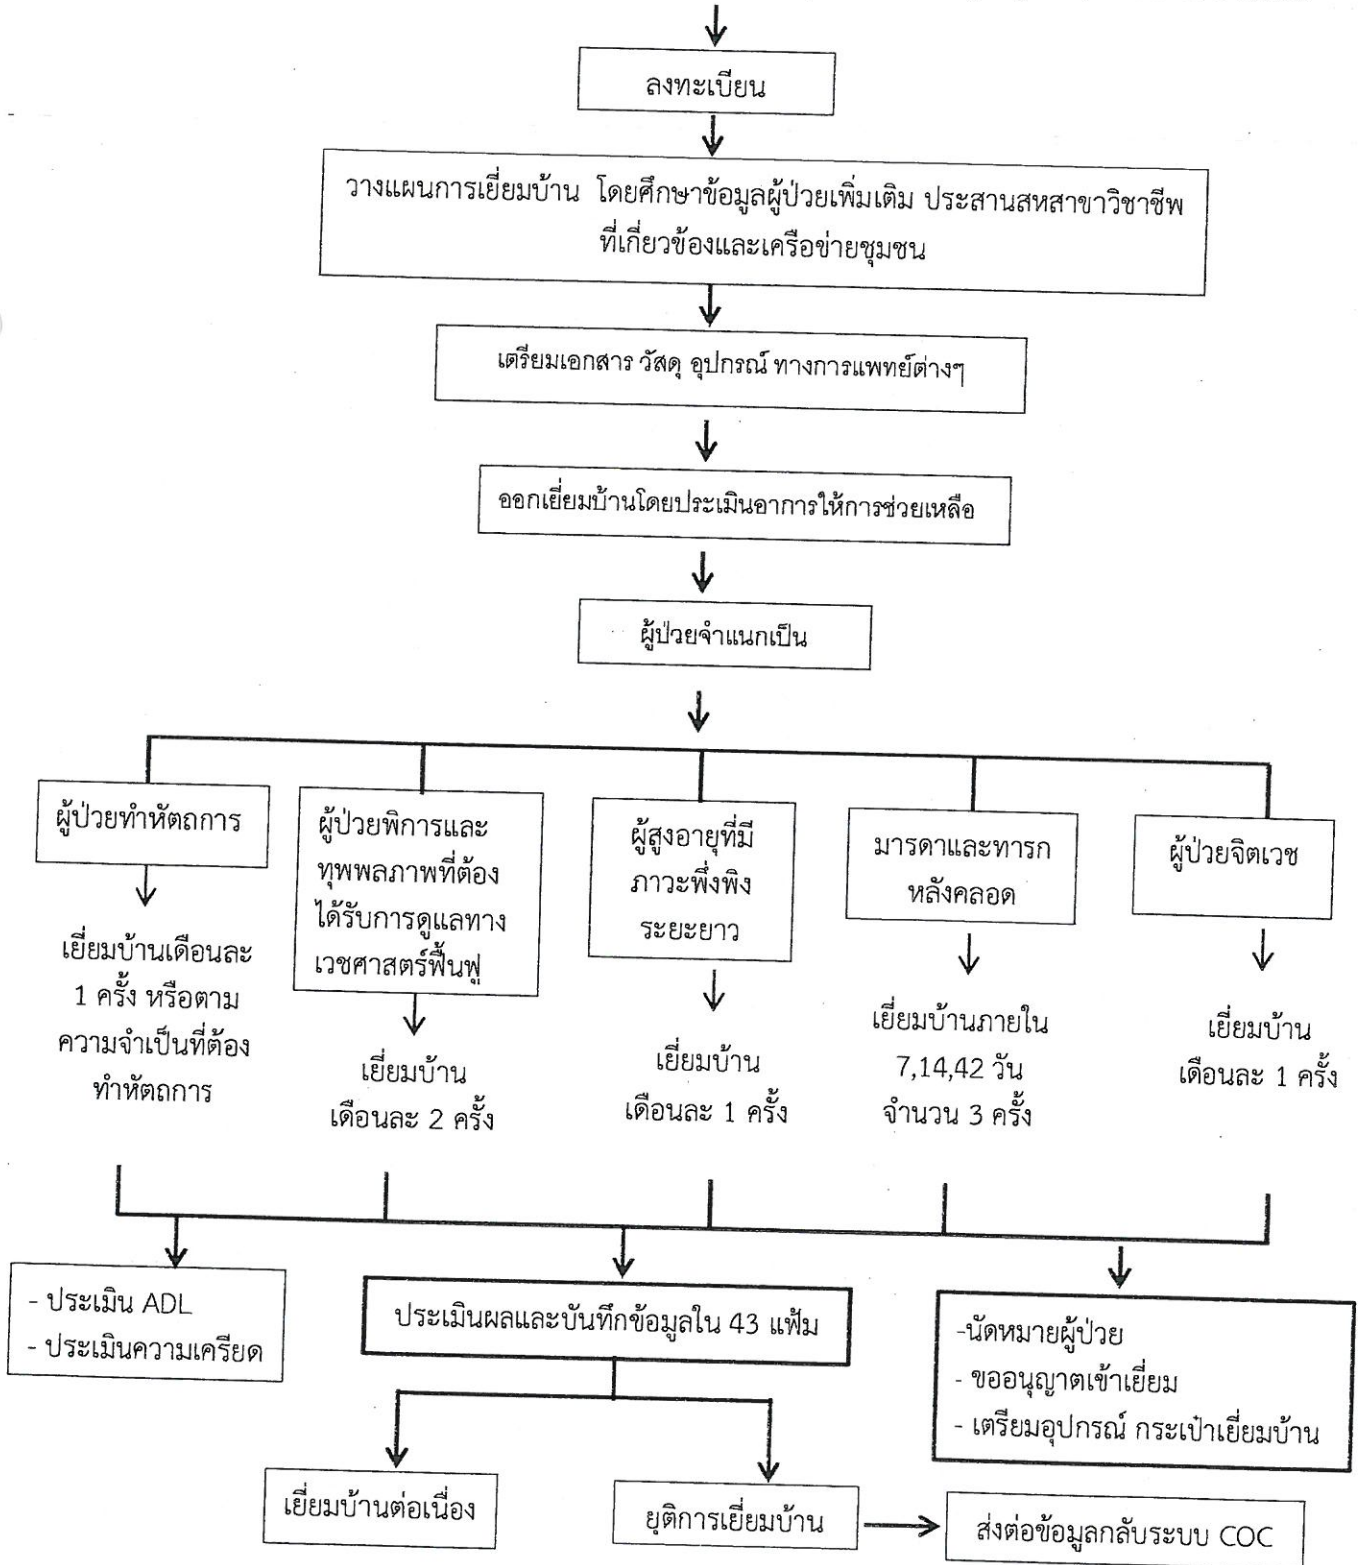 ลงทะเบียน
วางแผนการเยี่ยมบ้าน โดยศึกษาข้อมูลผู้ป่วยเพิ่มเติม ประสานสหสาขาวิชาชีพ
ที่เกี่ยวข้องและเครือข่ายชุมชน
เตรียมเอกสาร วัสดุ อุปกรณ์ ทางการแพทย์ต่างๆ
ออกเยี่ยมบ้านโดยประเมินอาการให้การช่วยเหลือ
ผู้ป่วยจำแนกเป็น
ผู้ป่วยทำหัตถการ
เยี่ยมบ้านเดือนละ
1 ครั้ง หรือตาม
ความจำเป็นที่ต้อง
ทำหัตถการ
ผู้ป่วยพิการและ
ทุพพลภาพที่ต้อง
ได้รับการดูแลทาง
เวชศาสตร์ฟื้นฟู
เยี่ยมบ้าน
เดือนละ 2 ครั้ง
ผู้สูงอายุที่มี
ภาวะพึ่งพิง
ระยะยาว
เยี่ยมบ้าน
เดือนละ 1 ครั้ง
มารดาและทารก
หลังคลอด
เยี่ยมบ้านภายใน
7,14,42 วัน
จำนวน 3 ครั้ง
ผู้ป่วยจิตเวช
เยี่ยมบ้าน
เดือนละ 1 ครั้ง
- ประเมิน ADL
- ประเมินความเครียด
ประเมินผลและบันทึกข้อมูลใน 43 แฟ้ม
-นัดหมายผู้ป่วย
- ขออนุญาตเข้าเยี่ยม
- เตรียมอุปกรณ์ กระเป๋าเยี่ยมบ้าน
เยี่ยมบ้านต่อเนื่อง
ยุติการเยี่ยมบ้าน
ส่งต่อข้อมูลกลับระบบ COC